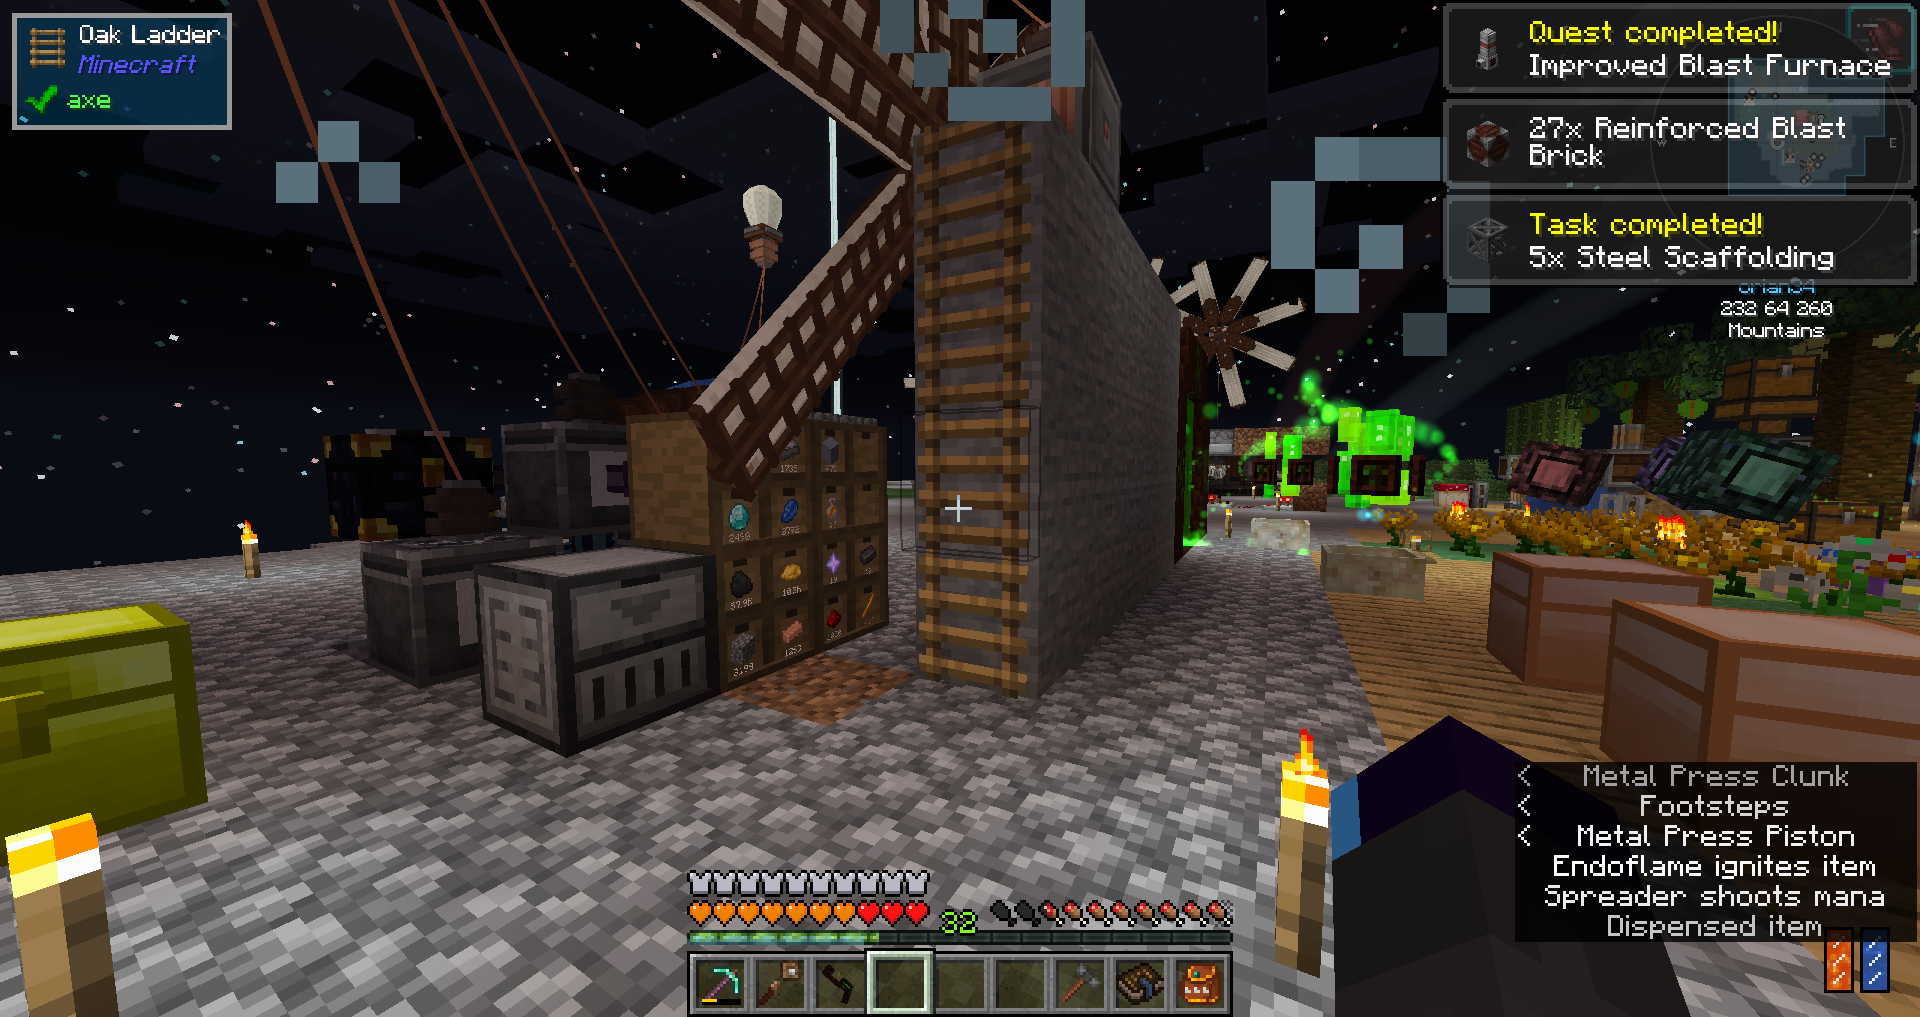 Oak Ladder
Minecraft
axe
Quest completed!
Improved Blast Furnace
27x Reinforced Blast
Brick
Task completed!
5x Steel Scaffolding
orian34
232 64 260
Mountains
W
E
Metal Press Clunk
Footsteps
Metal Press Piston
Endoflame ignites item
Spreader shoots mana
Dispensed item
32